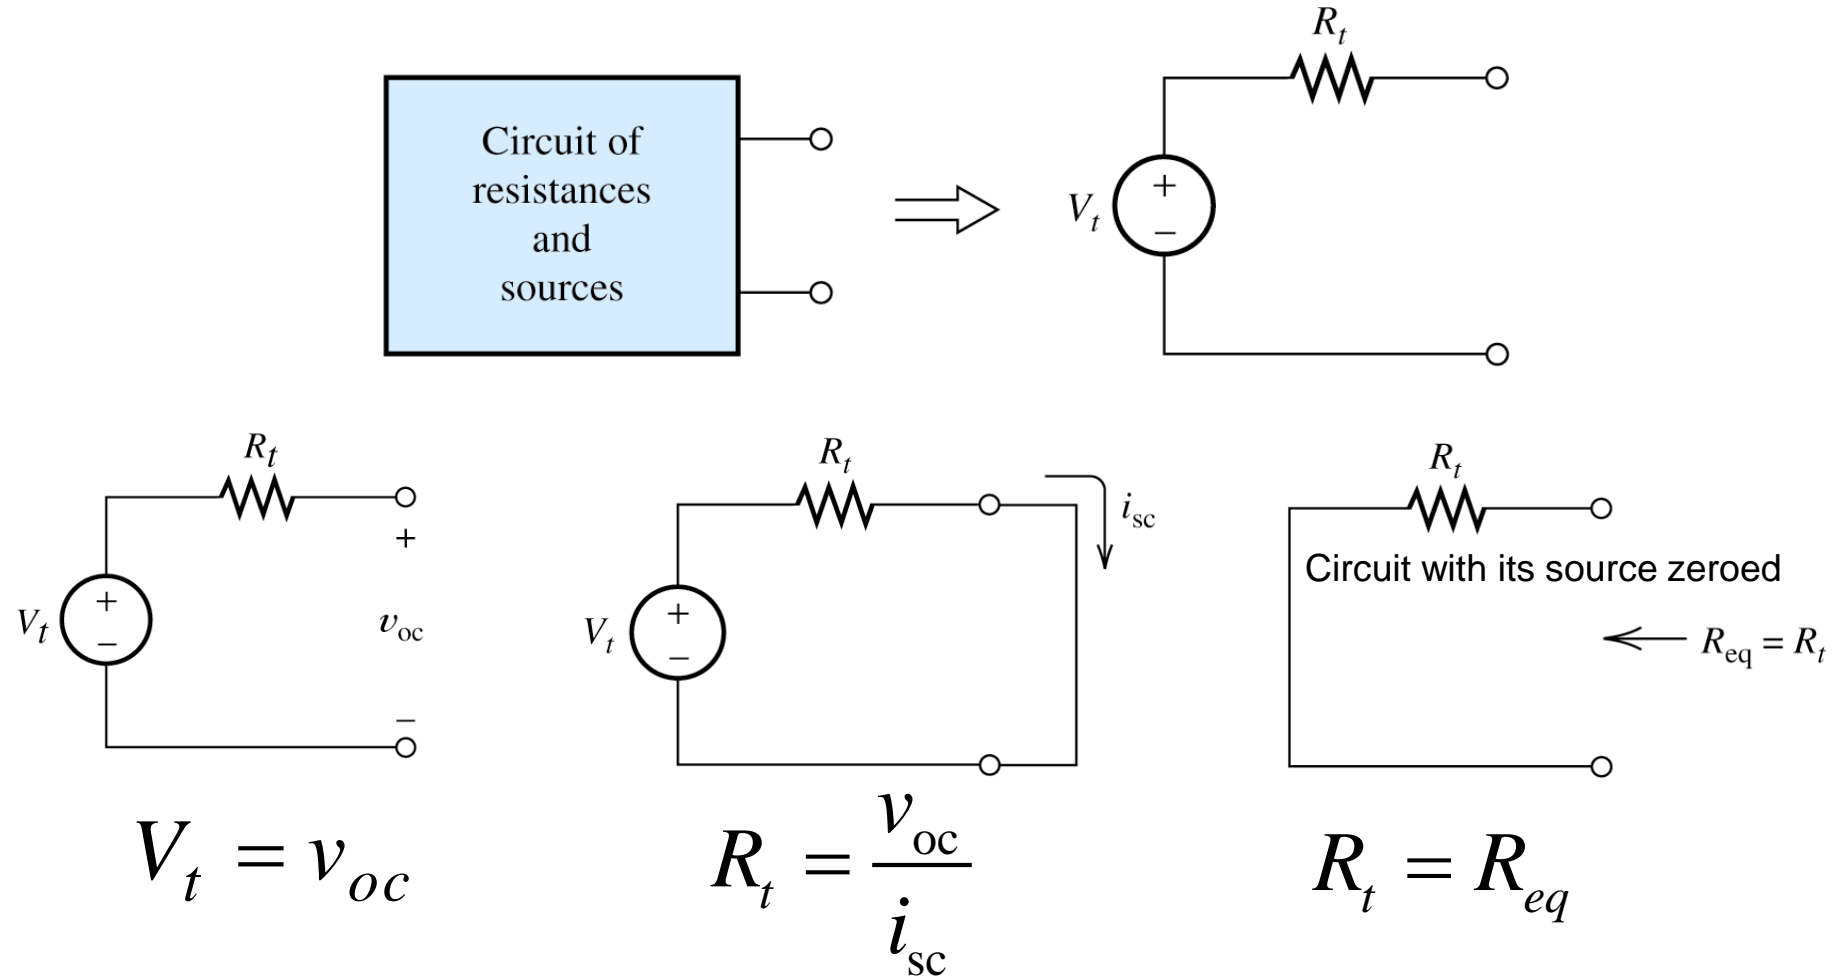 R_t
Circuit of
resistances
and
sources
V_t
+
−
R_t
V_t
+
−
+
v_oc
−
R_t
V_t
+
−
i_sc
R_t
Circuit with its source zeroed
R_eq = R_t
V_t = v_oc
R_t = v_oc / i_sc
R_t = R_eq